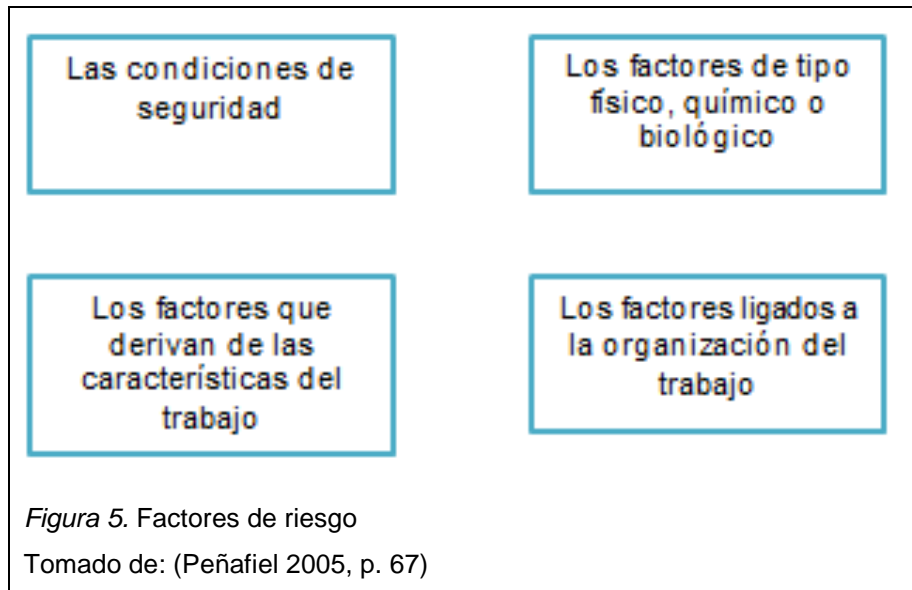 Las condiciones de
seguridad
Los factores de tipo
físico, químico o
biológico
Los factores que
derivan de las
características del
trabajo
Los factores ligados a
la organización del
trabajo
Figura 5. Factores de riesgo
Tomado de: (Peñafiel 2005, p. 67)